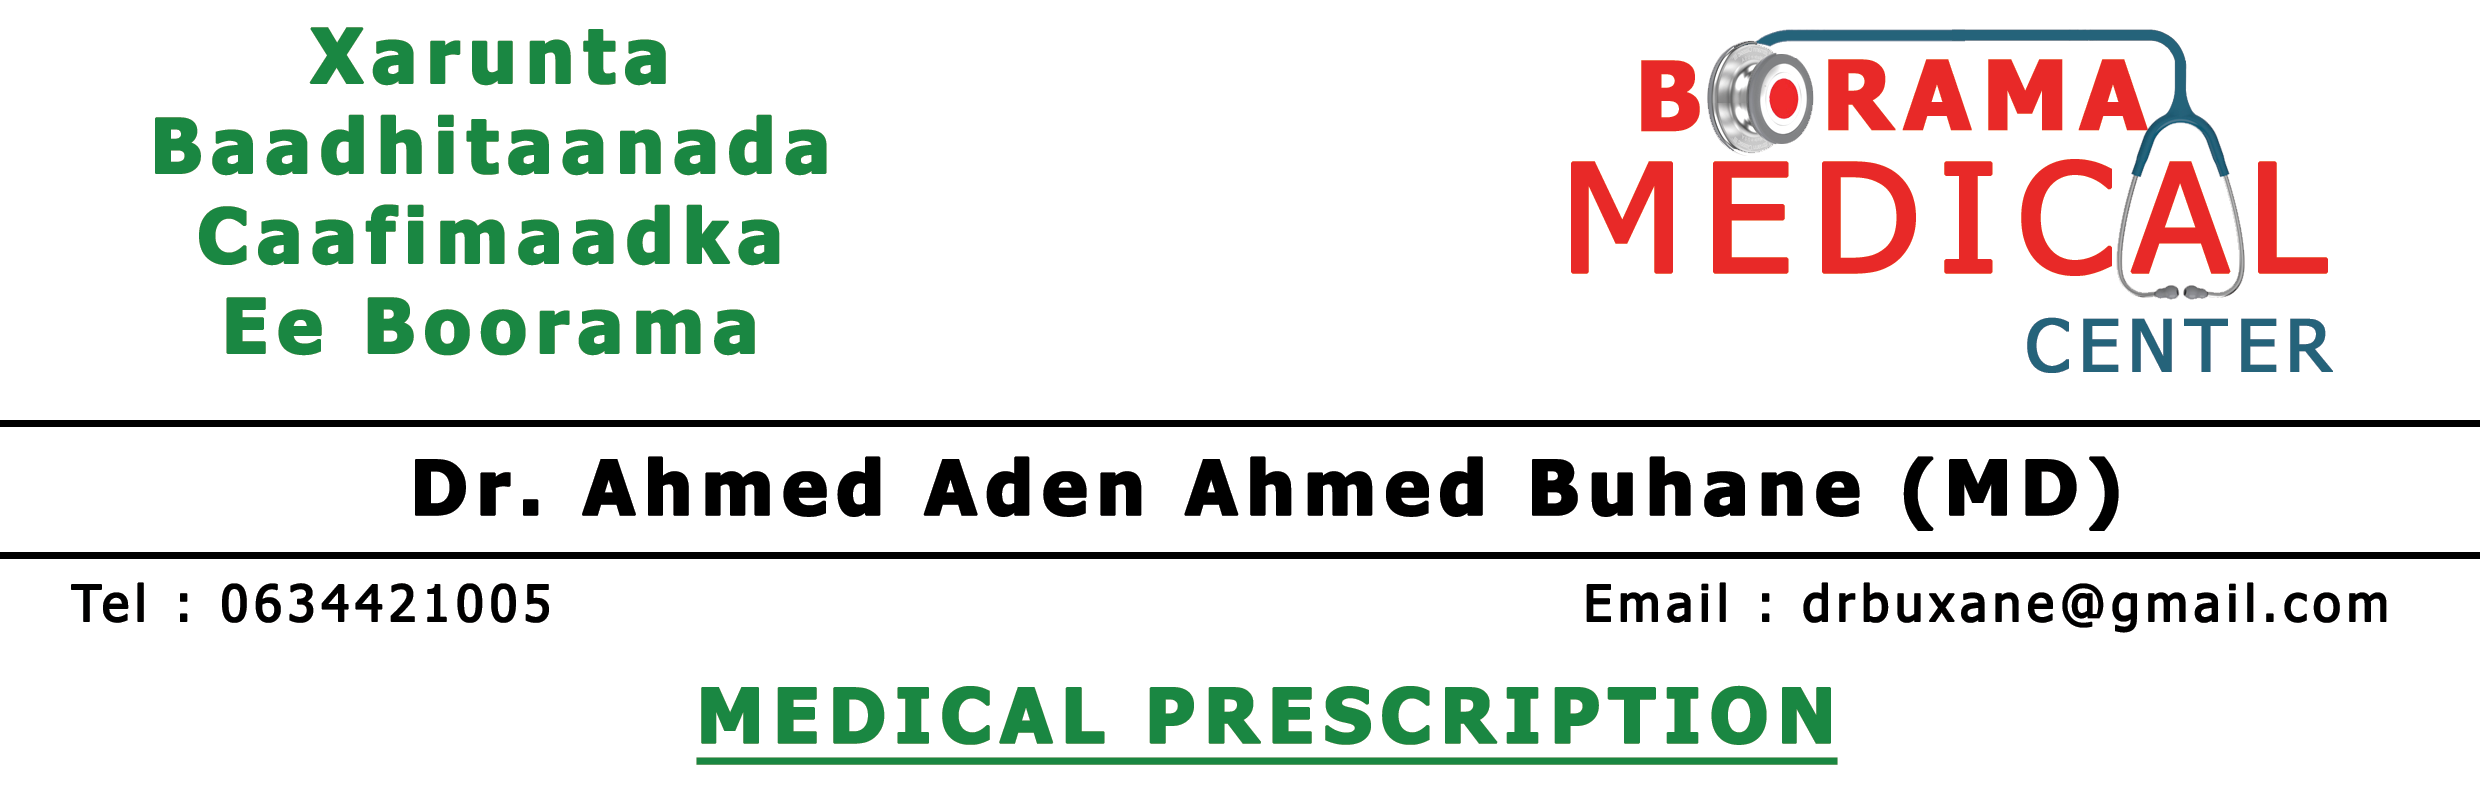 Xarunta
Baadhitaanada
Caafimaadka
Ee Boorama
BORAMA
MEDICAL
CENTER
Dr. Ahmed Aden Ahmed Buhane (MD)
Tel : 0634421005
Email : drbuxane@gmail.com
MEDICAL PRESCRIPTION